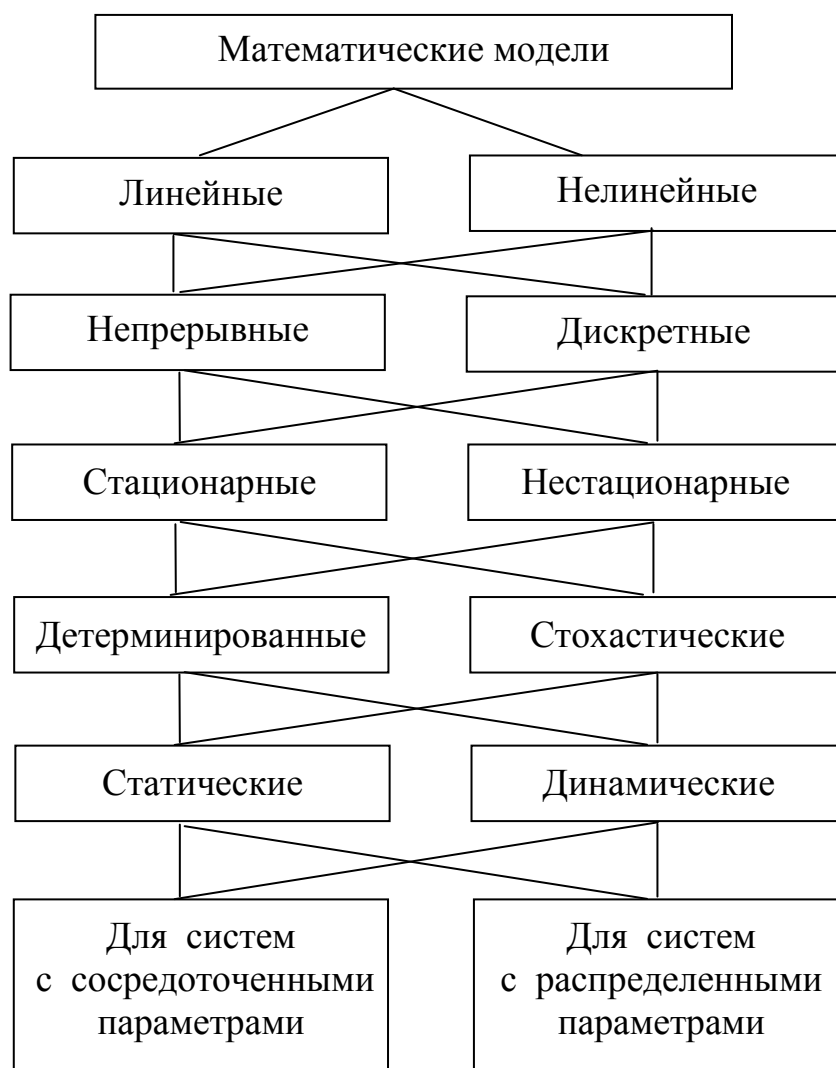 Математические модели
Линейные
Нелинейные
Непрерывные
Дискретные
Стационарные
Нестационарные
Детерминированные
Стохастические
Статические
Динамические
Для систем
с сосредоточенными
параметрами
Для систем
с распределенными
параметрами